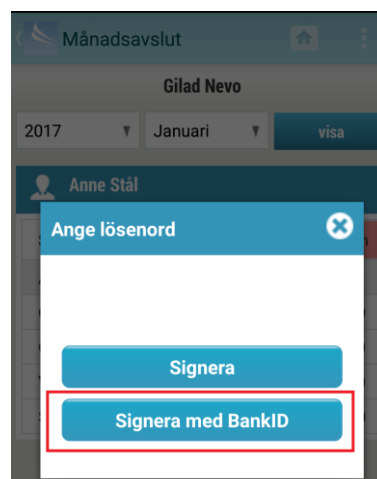 Månadsavslut
Gilad Nevo
2017 Januari visa
Anne Stål
Ange lösenord
Signera
Signera med BankID